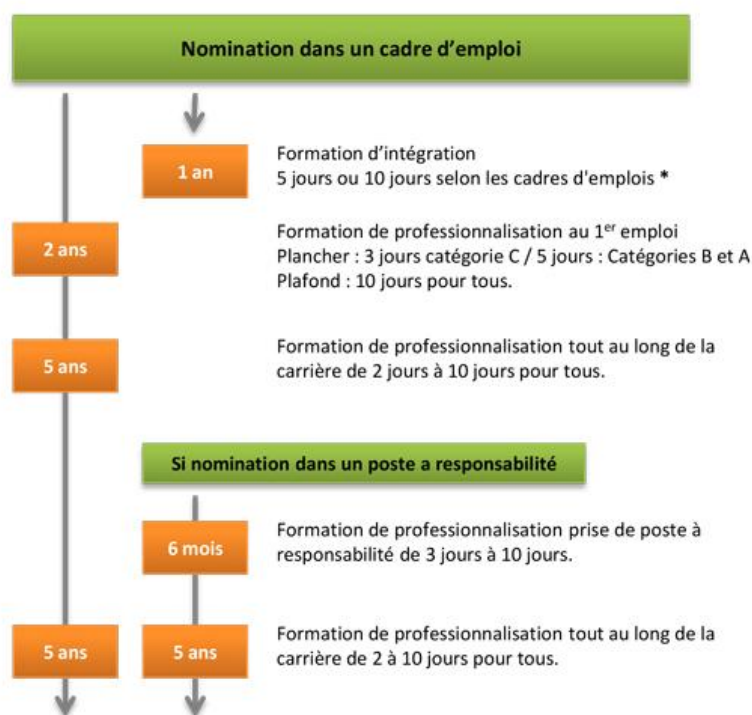 Nomination dans un cadre d'emploi
1 an
Formation d'intégration
5 jours ou 10 jours selon les cadres d'emplois *
2 ans
Formation de professionnalisation au 1er emploi
Plancher : 3 jours catégorie C / 5 jours : Catégories B et A
Plafond : 10 jours pour tous.
5 ans
Formation de professionnalisation tout au long de la
carrière de 2 jours à 10 jours pour tous.
Si nomination dans un poste a responsabilité
6 mois
Formation de professionnalisation prise de poste à
responsabilité de 3 jours à 10 jours.
5 ans
5 ans
Formation de professionnalisation tout au long de la
carrière de 2 à 10 jours pour tous.